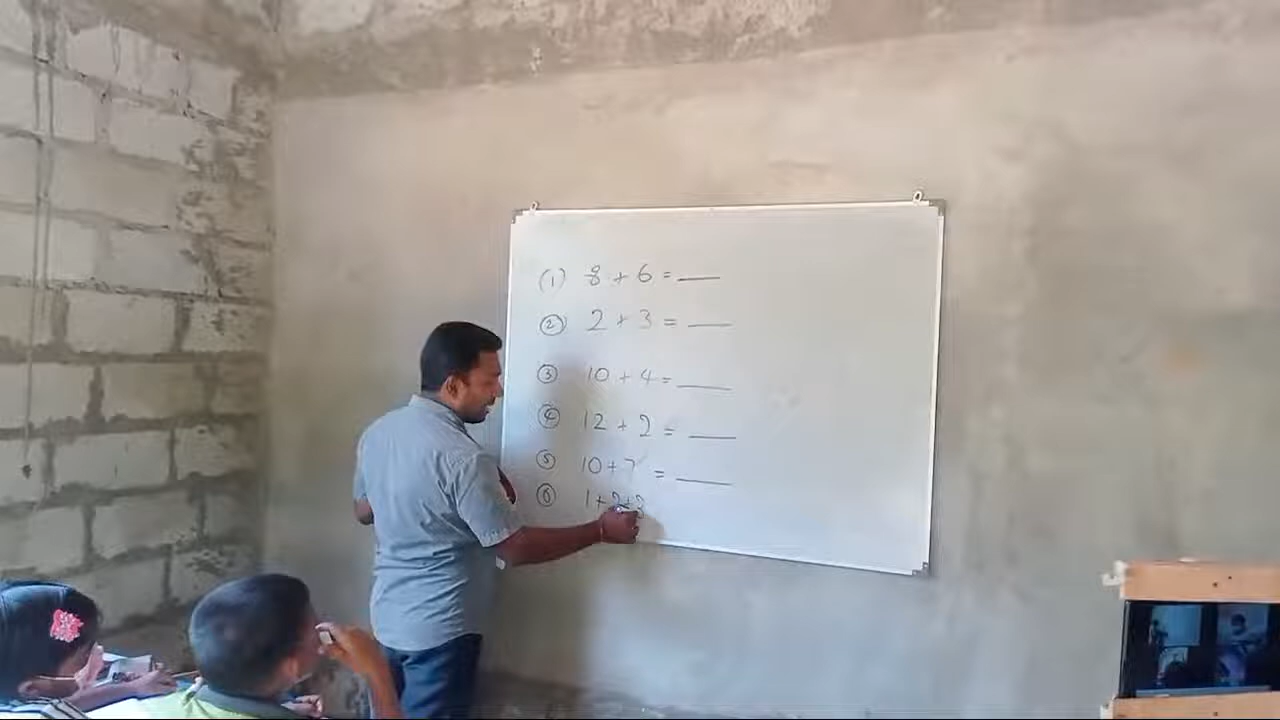 (1) 8 + 6 = ___
(2) 2 + 3 = ___
(3) 10 + 4 = ___
(4) 12 + 2 = ___
(5) 10 + 7 = ___
(6) 1 + 2 +